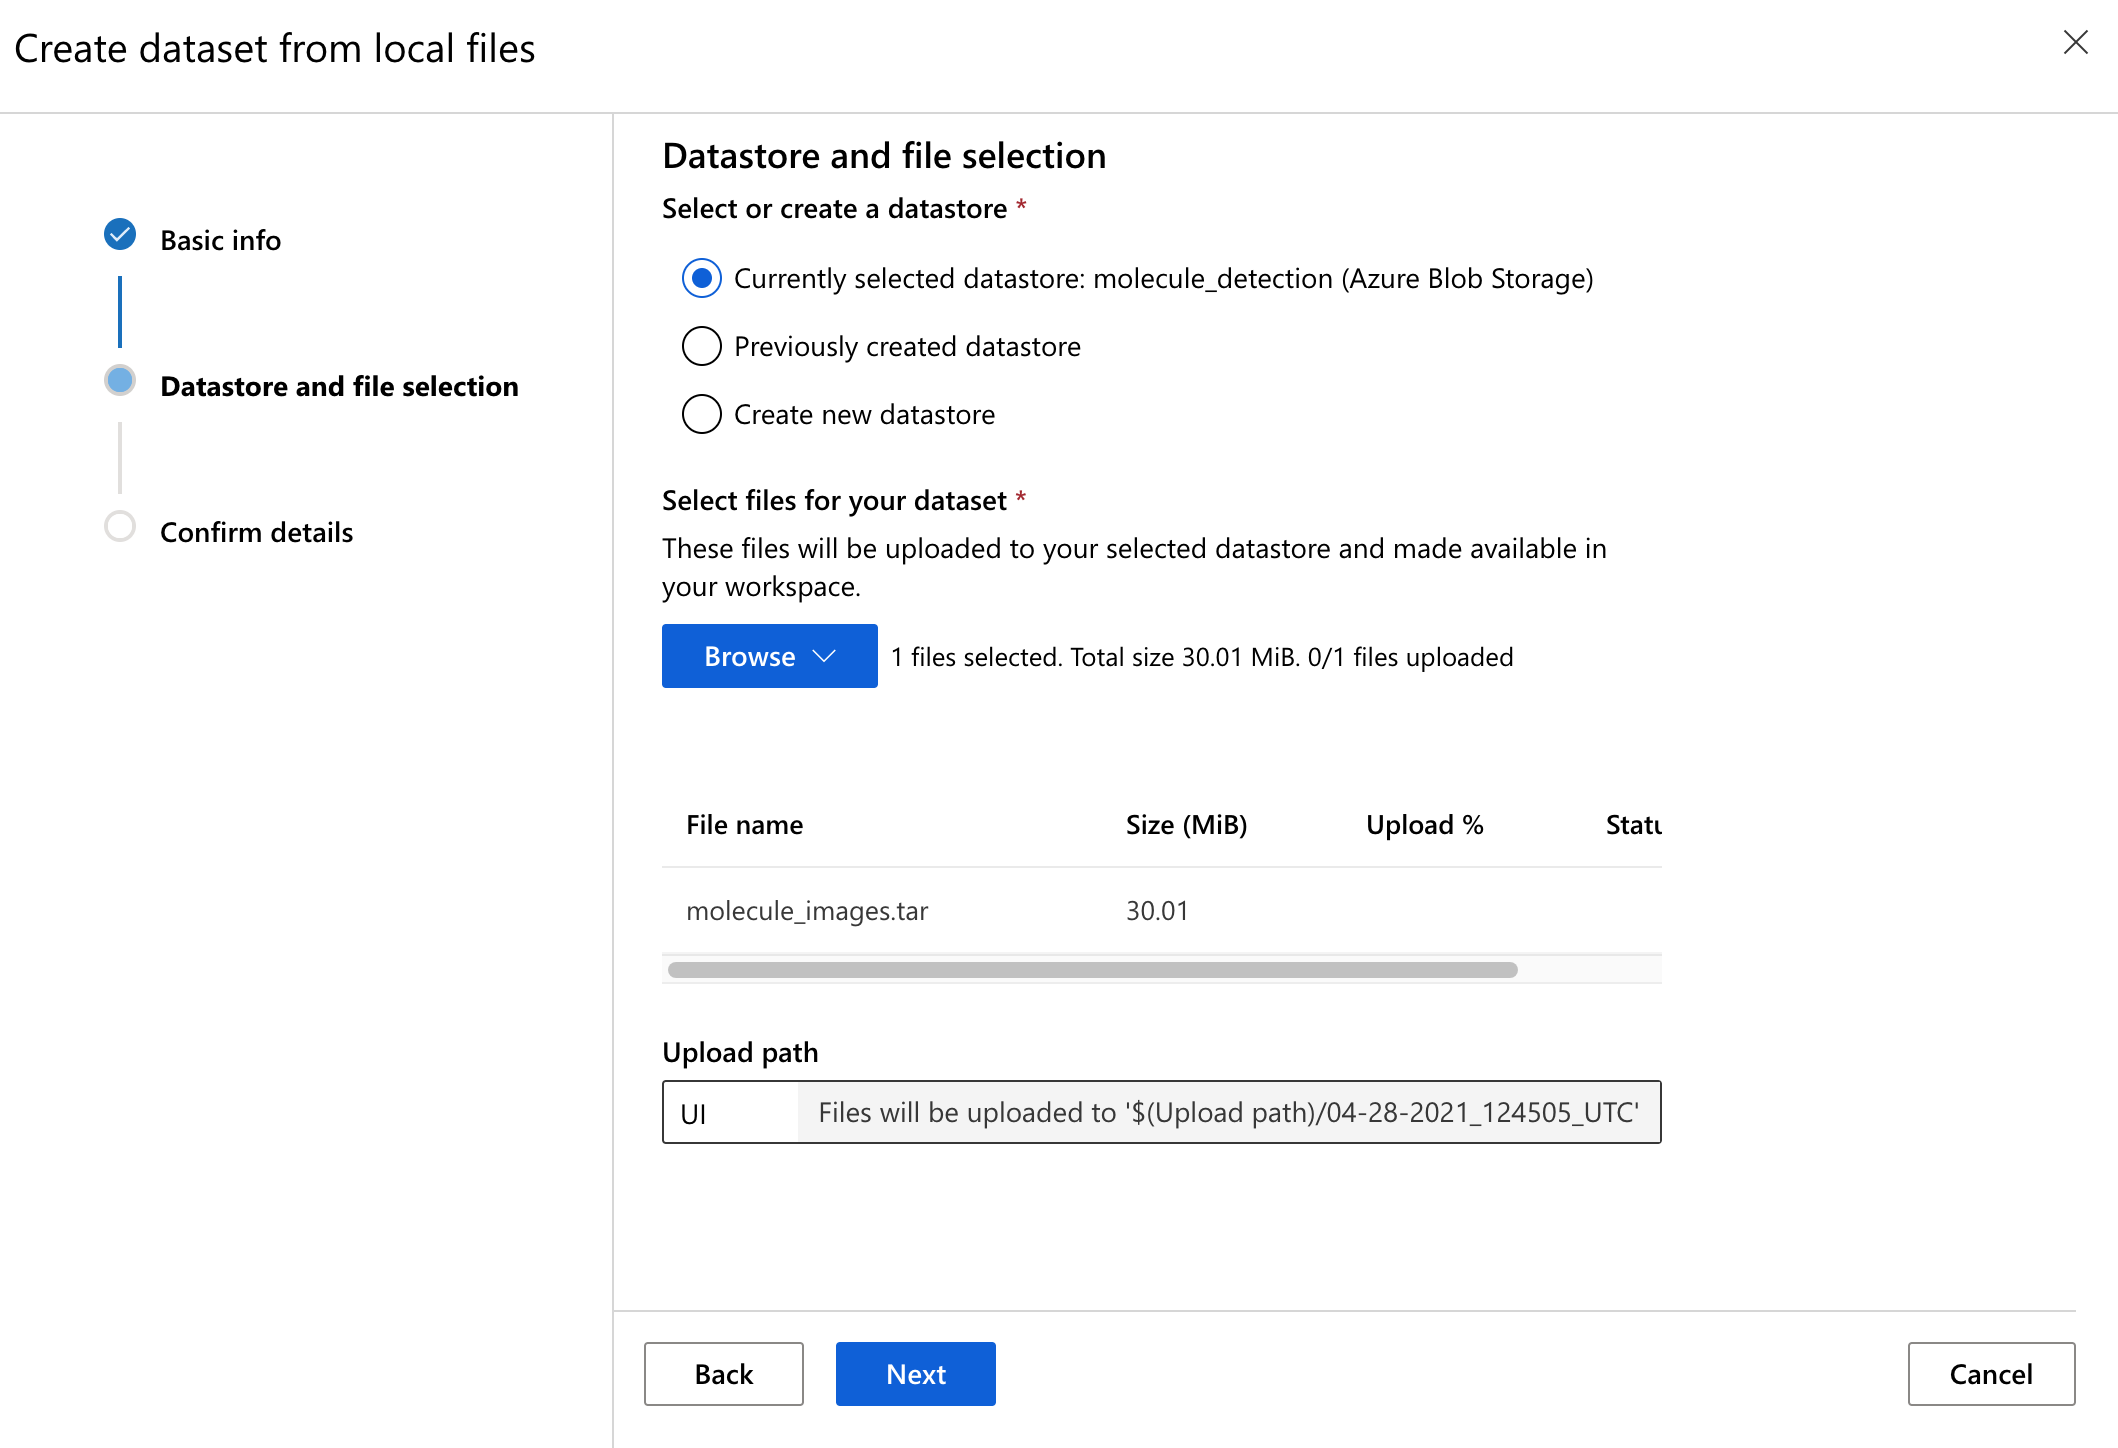 Create dataset from local files
Basic info
Datastore and file selection
Confirm details
Datastore and file selection
Select or create a datastore *
Currently selected datastore: molecule_detection (Azure Blob Storage)
Previously created datastore
Create new datastore
Select files for your dataset *
These files will be uploaded to your selected datastore and made available in
your workspace.
Browse
1 files selected. Total size 30.01 MiB. 0/1 files uploaded
File name Size (MiB) Upload % Statu
molecule_images.tar 30.01
Upload path
UI Files will be uploaded to '$(Upload path)/04-28-2021_124505_UTC'
Back Next Cancel